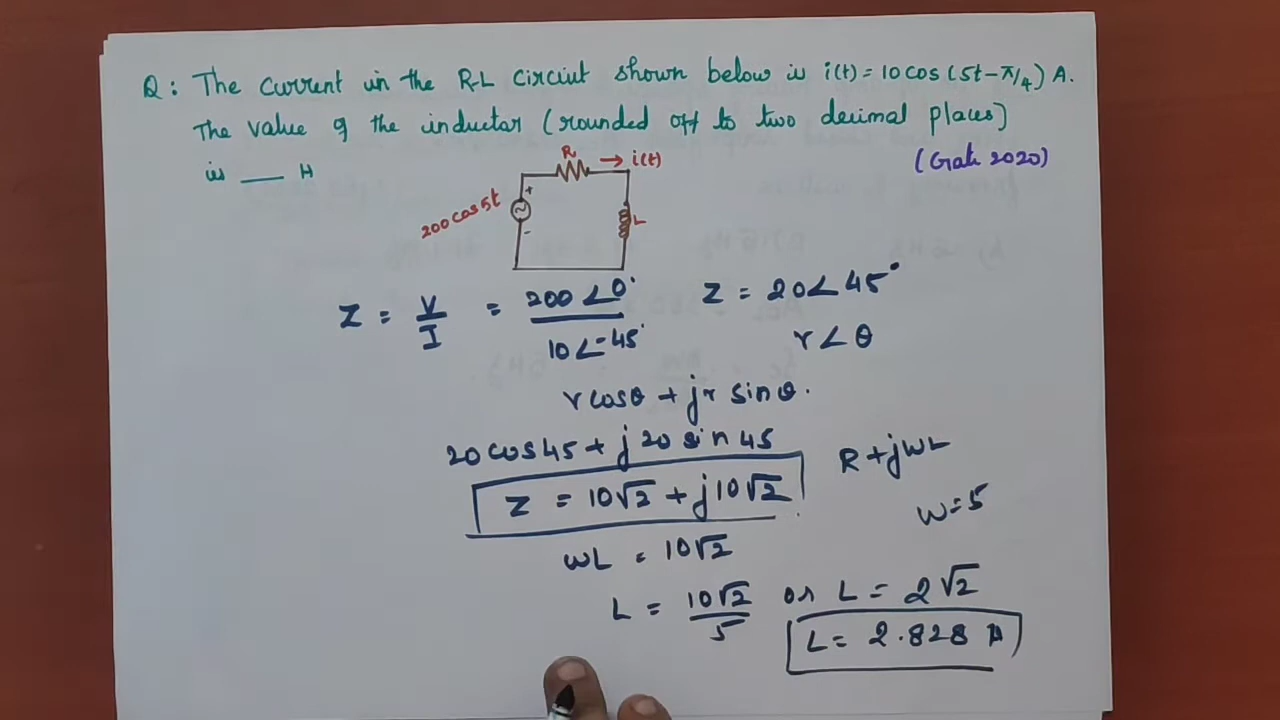 Q: The current in the R-L Circiut shown below is i(t) = 10 cos (5t - π/4) A.
The value of the inductor (rounded off to two decimal places)
is ___ H
(Gate 2020)
R
→ i(t)
200 cos 5t
+
-
L
Z = V/I = 200∠0° / 10∠-45°
Z = 20∠45°
r∠θ
r cosθ + jr sinθ.
20 cos 45 + j 20 sin 45
R + jωL
Z = 10√2 + j10√2
ω = 5
ωL = 10√2
L = 10√2/5 or L = 2√2
L = 2.828 H